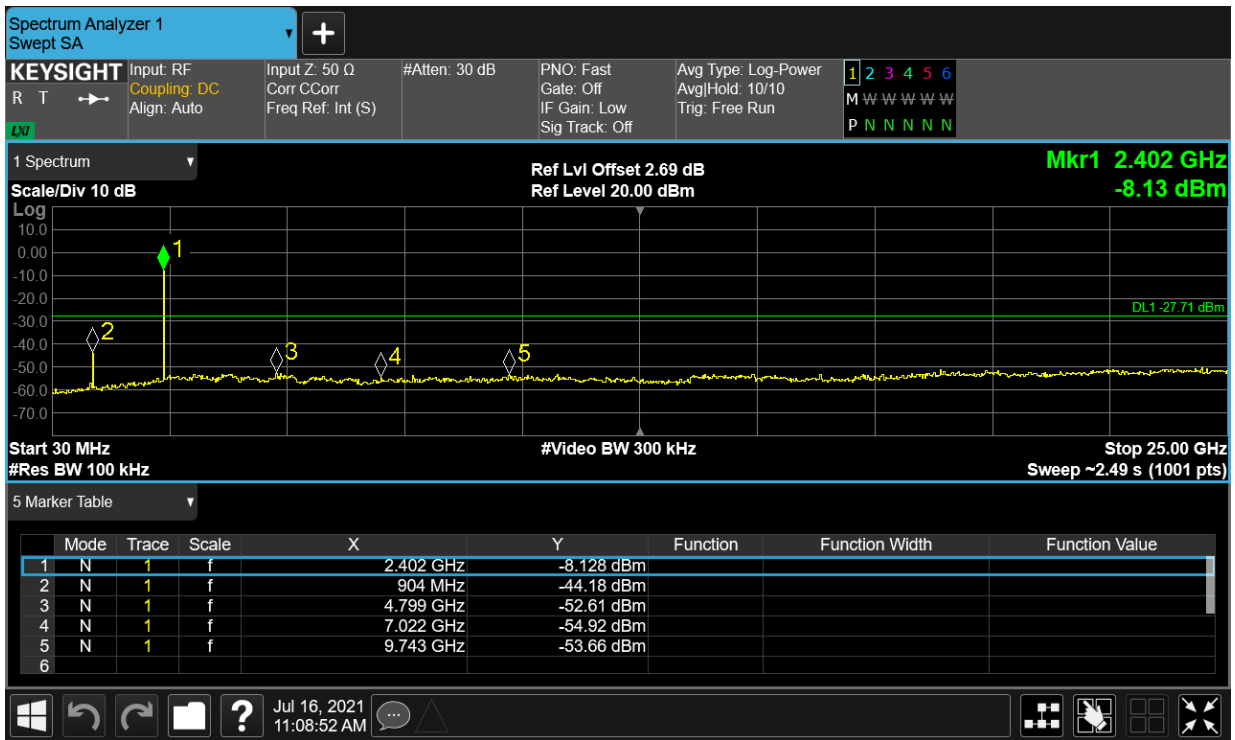 Spectrum Analyzer 1
Swept SA
+
KEYSIGHT Input: RF Input Z: 50 Ω #Atten: 30 dB PNO: Fast Avg Type: Log-Power 1 2 3 4 5 6
R T Coupling: DC Corr CCorr Gate: Off Avg|Hold: 10/10 M W W W W W
Align: Auto Freq Ref: Int (S) IF Gain: Low Trig: Free Run
LXI Sig Track: Off P N N N N N
1 Spectrum Ref Lvl Offset 2.69 dB Mkr1 2.402 GHz
Scale/Div 10 dB Ref Level 20.00 dBm -8.13 dBm
Log
10.0
0.00 1
-10.0
-20.0 DL1 -27.71 dBm
-30.0 2
-40.0 3 4 5
-50.0
-60.0
-70.0
Start 30 MHz #Video BW 300 kHz Stop 25.00 GHz
#Res BW 100 kHz Sweep ~2.49 s (1001 pts)
5 Marker Table
Mode Trace Scale X Y Function Function Width Function Value
1 N 1 f 2.402 GHz -8.128 dBm
2 N 1 f 904 MHz -44.18 dBm
3 N 1 f 4.799 GHz -52.61 dBm
4 N 1 f 7.022 GHz -54.92 dBm
5 N 1 f 9.743 GHz -53.66 dBm
6
? Jul 16, 2021
11:08:52 AM